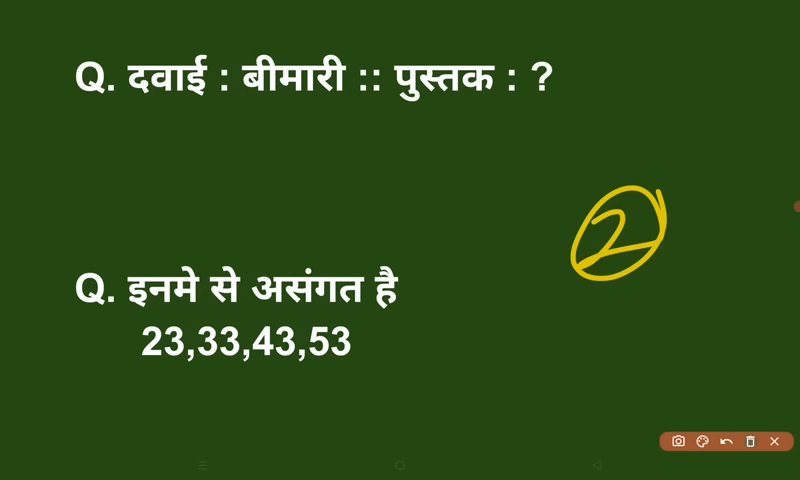 Q. दवाई : बीमारी :: पुस्तक : ?
2
Q. इनमे से असंगत है
23,33,43,53